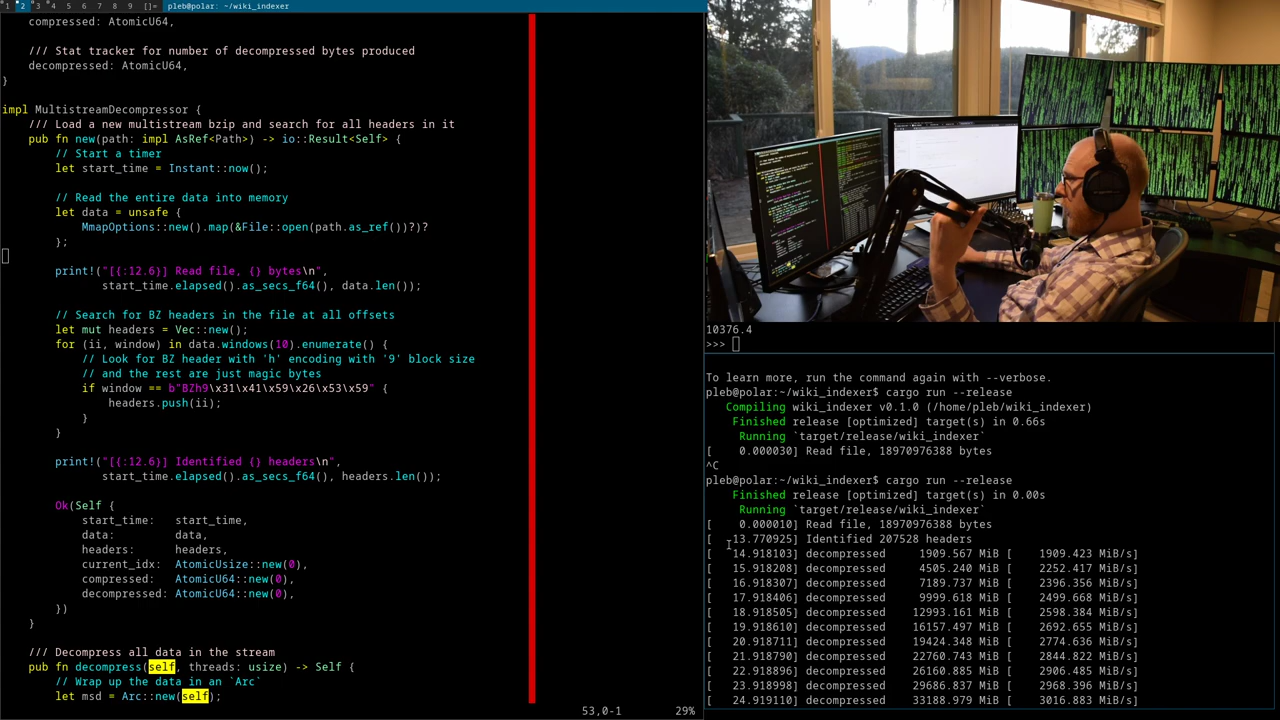 1 2 3 4 5 6 7 8 9 []= pleb@polar: ~/wiki_indexer
    compressed: AtomicU64,

    /// Stat tracker for number of decompressed bytes produced
    decompressed: AtomicU64,
}

impl MultistreamDecompressor {
    /// Load a new multistream bzip and search for all headers in it
    pub fn new(path: impl AsRef<Path>) -> io::Result<Self> {
        // Start a timer
        let start_time = Instant::now();

        // Read the entire data into memory
        let data = unsafe {
            MmapOptions::new().map(&File::open(path.as_ref())?)?
        };

        print!("[{:12.6}] Read file, {} bytes\n",
               start_time.elapsed().as_secs_f64(), data.len());

        // Search for BZ headers in the file at all offsets
        let mut headers = Vec::new();
        for (ii, window) in data.windows(10).enumerate() {
            // Look for BZ header with 'h' encoding with '9' block size
            // and the rest are just magic bytes
            if window == b"BZh9\x31\x41\x59\x26\x53\x59" {
                headers.push(ii);
            }
        }

        print!("[{:12.6}] Identified {} headers\n",
               start_time.elapsed().as_secs_f64(), headers.len());

        Ok(Self {
            start_time:   start_time,
            data:         data,
            headers:      headers,
            current_idx:  AtomicUsize::new(0),
            compressed:   AtomicU64::new(0),
            decompressed: AtomicU64::new(0),
        })
    }

    /// Decompress all data in the stream
    pub fn decompress(self, threads: usize) -> Self {
        // Wrap up the data in an `Arc`
        let msd = Arc::new(self);
53,0-1 29%
10376.4
>>>
To learn more, run the command again with --verbose.
pleb@polar:~/wiki_indexer$ cargo run --release
   Compiling wiki_indexer v0.1.0 (/home/pleb/wiki_indexer)
    Finished release [optimized] target(s) in 0.66s
     Running `target/release/wiki_indexer`
[    0.000030] Read file, 18970976388 bytes
^C
pleb@polar:~/wiki_indexer$ cargo run --release
    Finished release [optimized] target(s) in 0.00s
     Running `target/release/wiki_indexer`
[    0.000010] Read file, 18970976388 bytes
[   13.770925] Identified 207528 headers
[   14.918103] decompressed     1909.567 MiB [    1909.423 MiB/s]
[   15.918208] decompressed     4505.240 MiB [    2252.417 MiB/s]
[   16.918307] decompressed     7189.737 MiB [    2396.356 MiB/s]
[   17.918406] decompressed     9999.618 MiB [    2499.668 MiB/s]
[   18.918505] decompressed    12993.161 MiB [    2598.384 MiB/s]
[   19.918610] decompressed    16157.497 MiB [    2692.655 MiB/s]
[   20.918711] decompressed    19424.348 MiB [    2774.636 MiB/s]
[   21.918790] decompressed    22760.743 MiB [    2844.822 MiB/s]
[   22.918896] decompressed    26160.885 MiB [    2906.485 MiB/s]
[   23.918998] decompressed    29686.837 MiB [    2968.396 MiB/s]
[   24.919110] decompressed    33188.979 MiB [    3016.883 MiB/s]